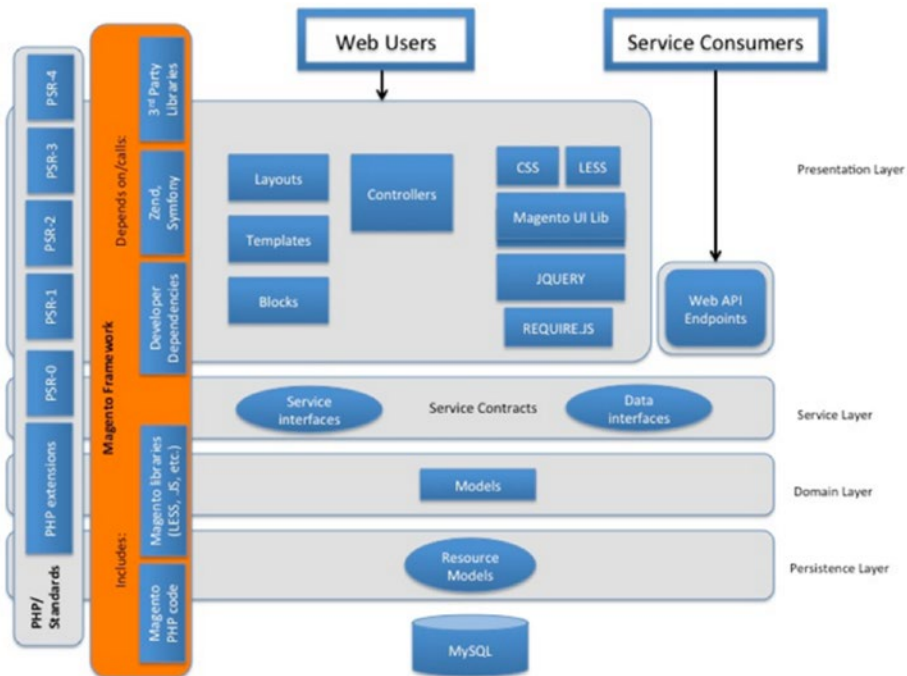 Web Users
Service Consumers
PSR-4
PSR-3
PSR-2
PSR-1
PSR-0
PHP extensions
PHP/
Standards
Magento Framework
Depends on/calls:
3rd Party
Libraries
Zend,
Symfony
Developer
Dependencies
Includes:
Magento libraries
(LESS, JS, etc.)
Magento
PHP code
Layouts
Templates
Blocks
Controllers
CSS
LESS
Magento UI Lib
JQUERY
REQUIRE.JS
Web API
Endpoints
Presentation Layer
Service
interfaces
Service Contracts
Data
interfaces
Service Layer
Models
Domain Layer
Resource
Models
Persistence Layer
MySQL